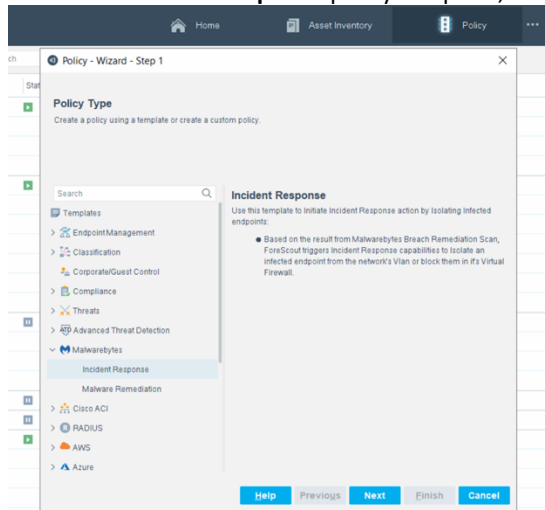 Home
Asset Inventory
Policy
Policy - Wizard - Step 1
Policy Type
Create a policy using a template or create a custom policy.
Search
Templates
Endpoint Management
Classification
Corporate/Guest Control
Compliance
Threats
ATD Advanced Threat Detection
Malwarebytes
Incident Response
Malware Remediation
Cisco ACI
RADIUS
AWS
Azure
Incident Response
Use this template to Initiate Incident Response action by Isolating Infected
endpoints:
Based on the result from Malwarebytes Breach Remediation Scan,
ForeScout triggers Incident Response capabilities to Isolate an
infected endpoint from the network's Vlan or block them in it's Virtual
Firewall.
Help Previous Next Finish Cancel